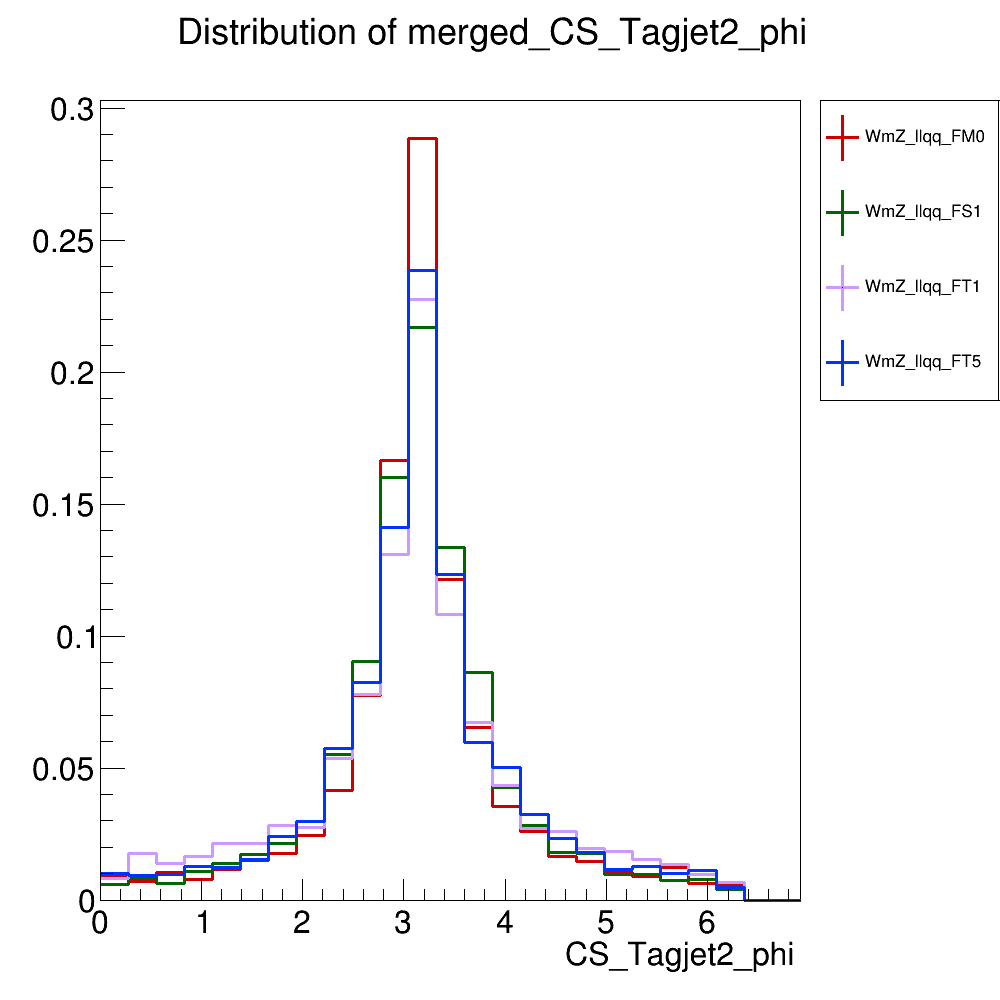 Distribution of merged_CS_Tagjet2_phi
0.3
0.25
0.2
0.15
0.1
0.05
0
0 1 2 3 4 5 6
CS_Tagjet2_phi
WmZ_llqq_FM0
WmZ_llqq_FS1
WmZ_llqq_FT1
WmZ_llqq_FT5